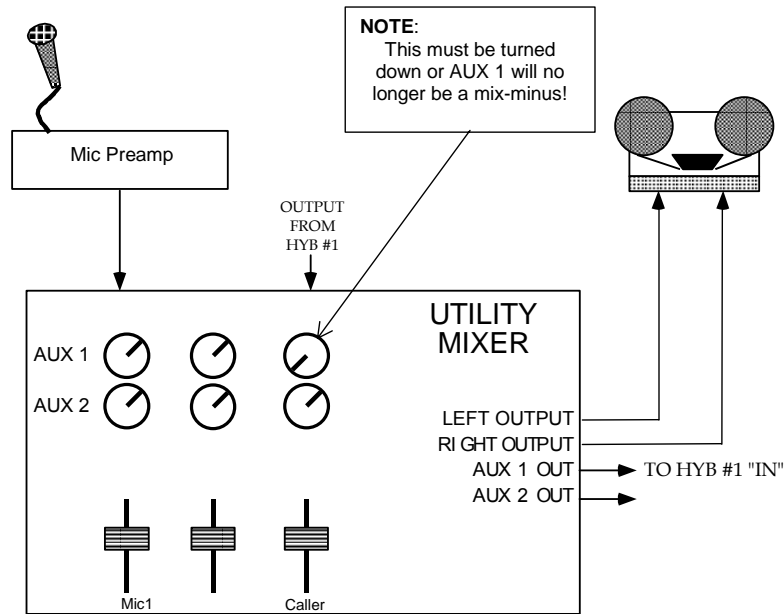 NOTE:
This must be turned
down or AUX 1 will no
longer be a mix-minus!
Mic Preamp
OUTPUT
FROM
HYB #1
UTILITY
MIXER
AUX 1
AUX 2
LEFT OUTPUT
RIGHT OUTPUT
AUX 1 OUT
TO HYB #1 "IN"
AUX 2 OUT
Mic1
Caller